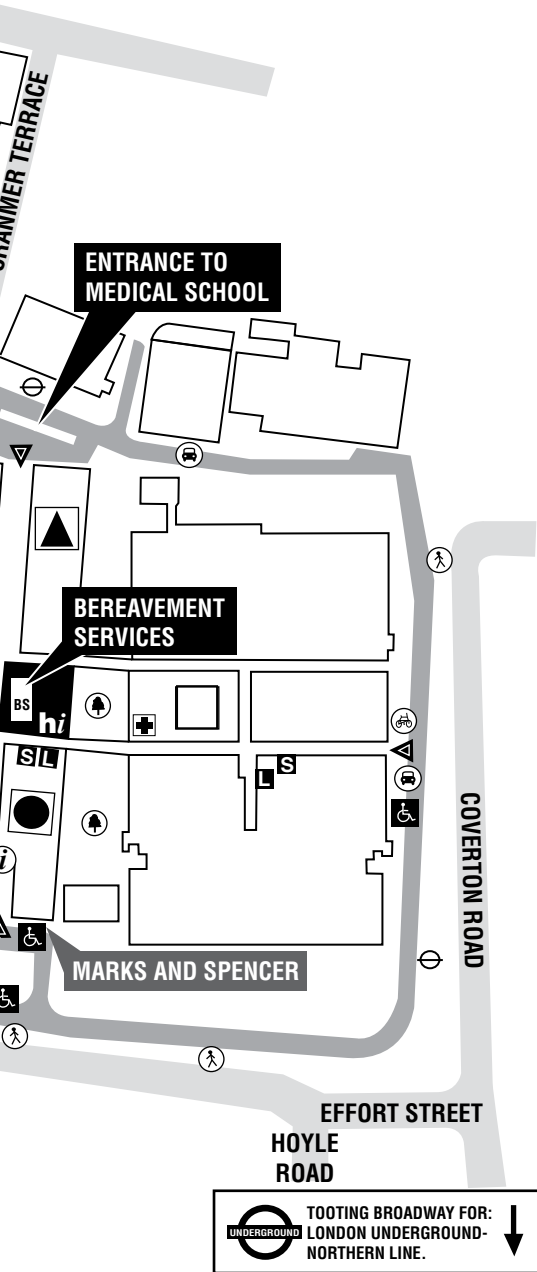 CRANMER TERRACE
ENTRANCE TO
MEDICAL SCHOOL
BEREAVEMENT
SERVICES
BS
hi
S L
S
L
i
COVERTON ROAD
MARKS AND SPENCER
EFFORT STREET
HOYLE
ROAD
UNDERGROUND
TOOTING BROADWAY FOR:
LONDON UNDERGROUND-
NORTHERN LINE.